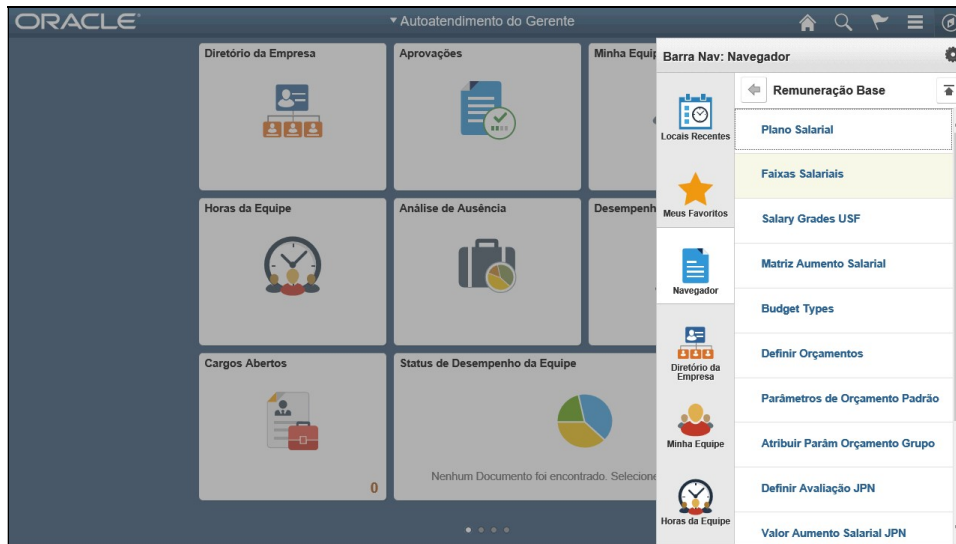 ORACLE
Autoatendimento do Gerente
Diretório da Empresa
Aprovações
Minha Equip
Horas da Equipe
Análise de Ausência
Desempenh
Cargos Abertos
0
Status de Desempenho da Equipe
Nenhum Documento foi encontrado. Selecione
Barra Nav: Navegador
Locais Recentes
Meus Favoritos
Navegador
Diretório da
Empresa
Minha Equipe
Horas da Equipe
Remuneração Base
Plano Salarial
Faixas Salariais
Salary Grades USF
Matriz Aumento Salarial
Budget Types
Definir Orçamentos
Parâmetros de Orçamento Padrão
Atribuir Parâm Orçamento Grupo
Definir Avaliação JPN
Valor Aumento Salarial JPN